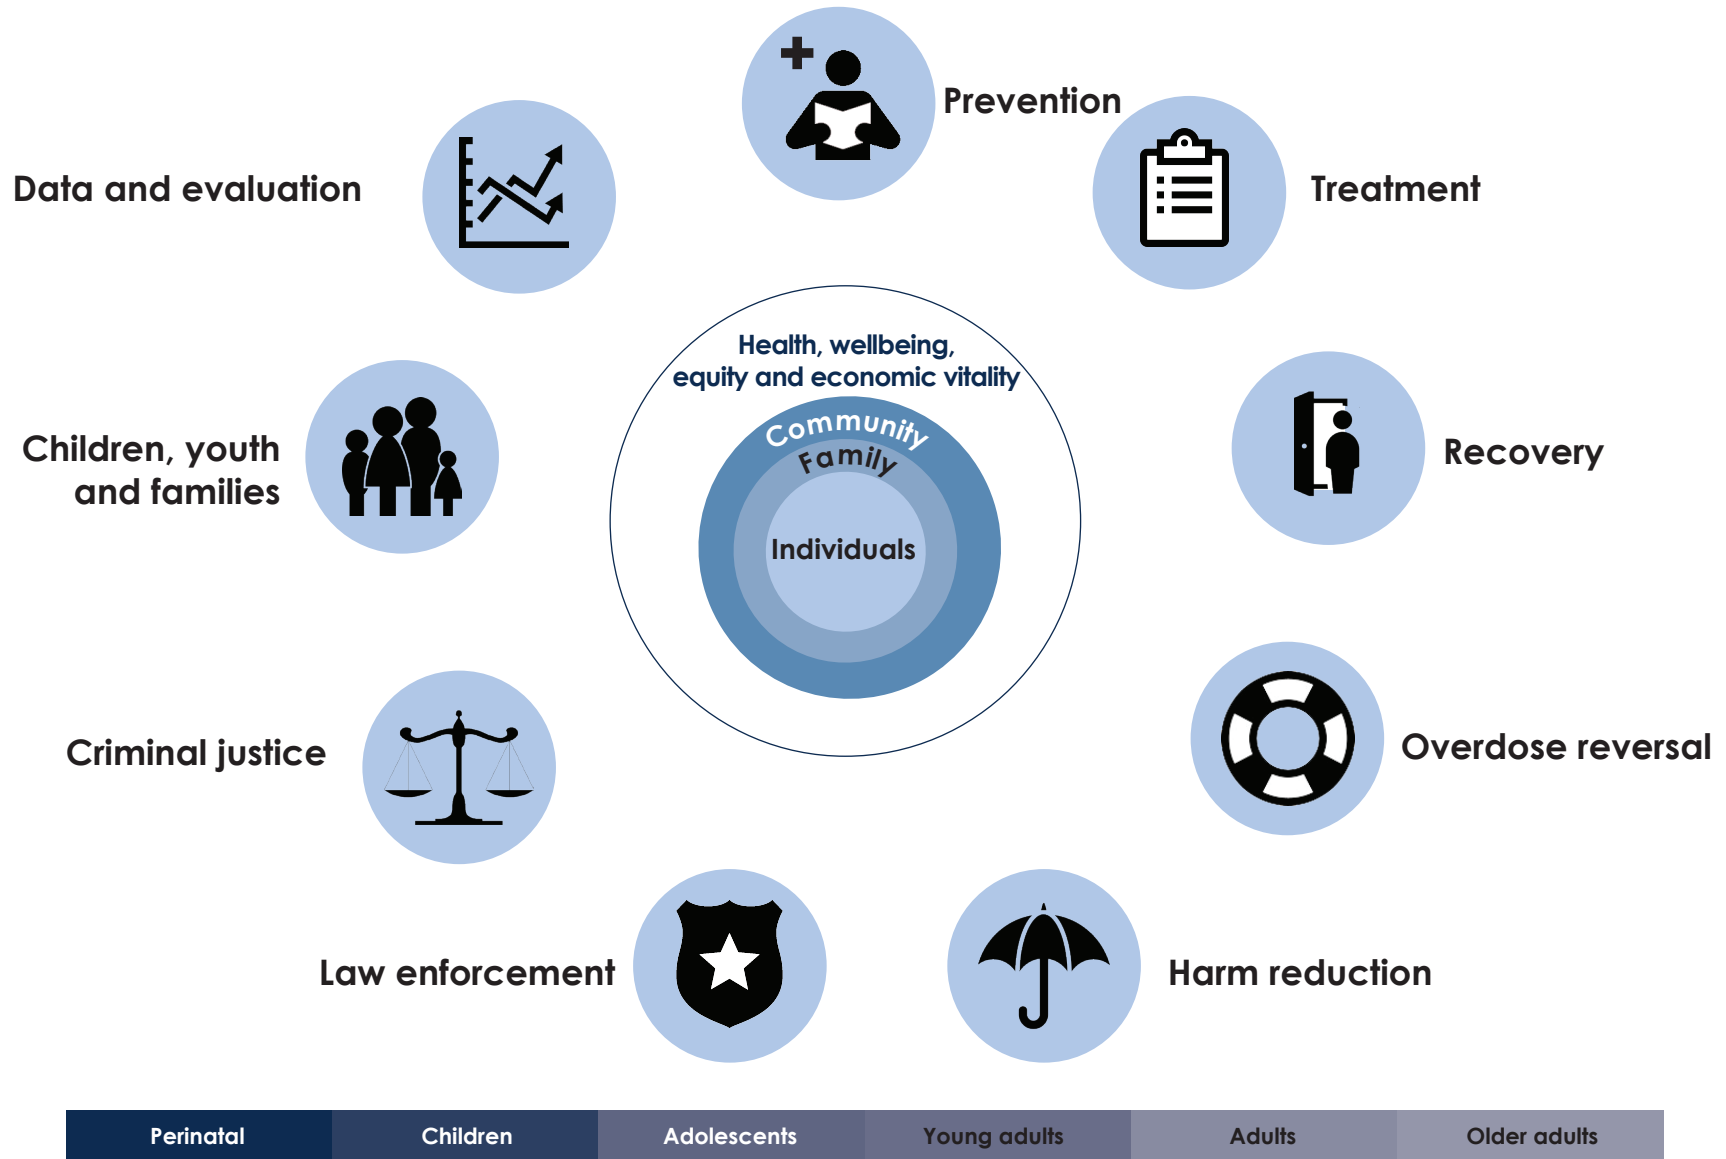 Prevention
Data and evaluation
Treatment
Health, wellbeing,
equity and economic vitality
Community
Family
Individuals
Children, youth
and families
Recovery
Criminal justice
Overdose reversal
Law enforcement
Harm reduction
Perinatal
Children
Adolescents
Young adults
Adults
Older adults